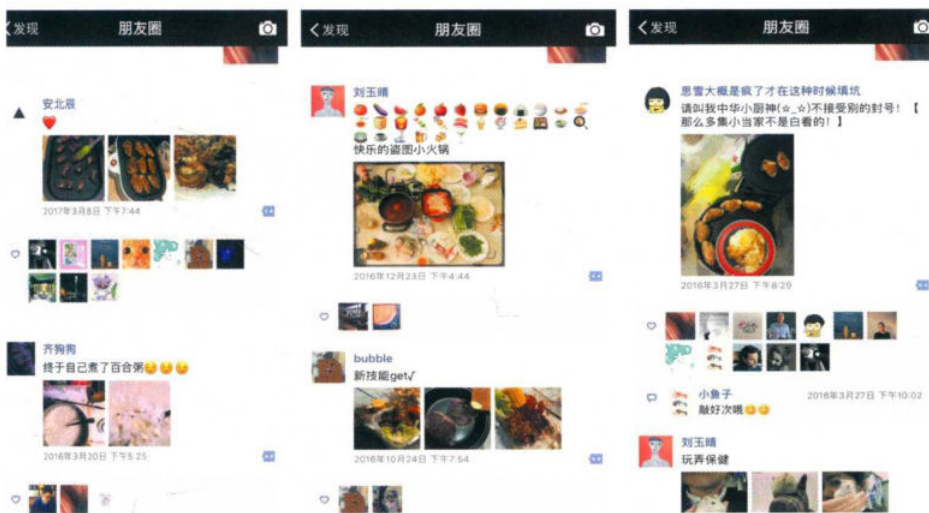 发现
朋友圈
安北辰
2017年3月8日 下午7:44
齐狗狗
终于自己煮了百合粥
2016年3月20日 下午5:25
发现
朋友圈
刘玉晴
快乐的盗图小火锅
2016年12月23日 下午4:44
bubble
新技能get√
2016年10月24日 下午7:54
发现
朋友圈
思雪大概是疯了才在这种时候填坑
请叫我中华小厨神(☆_☆)不接受别的封号！【
那么多集小当家不是白看的！】
2016年3月27日 下午8:29
小鱼子
2016年3月27日 下午10:02
敲好次哦
刘玉晴
玩弄保健